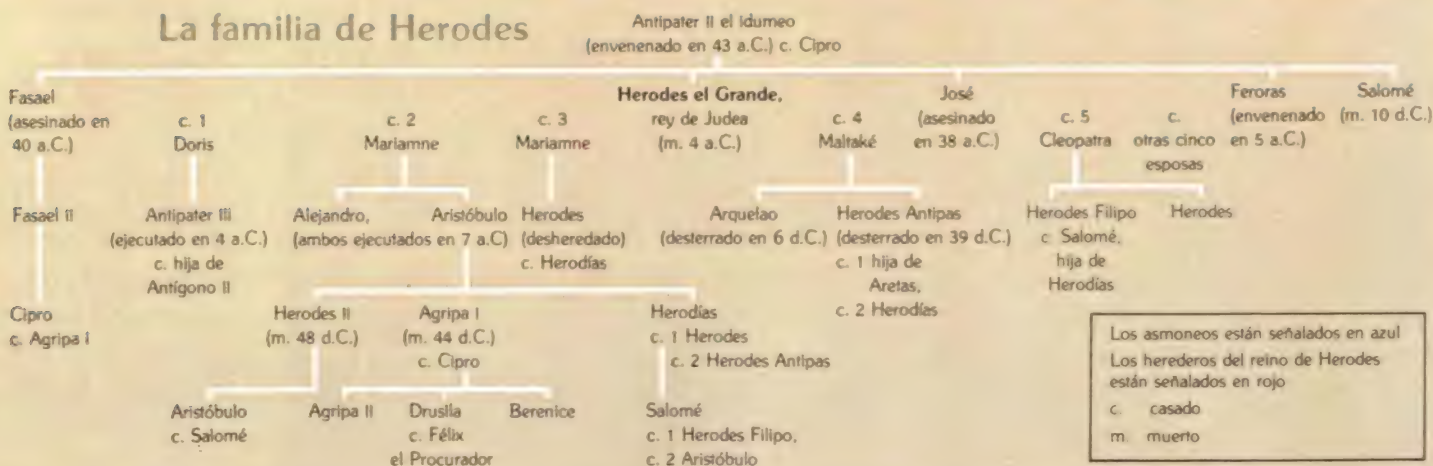 La familia de Herodes
Antipater II el Idumeo
(envenenado en 43 a.C.) c. Cipro
Fasael
(asesinado en
40 a.C.)
c. 1
Doris
c. 2
Mariamne
c. 3
Mariamne
Herodes el Grande,
rey de Judea
(m. 4 a.C.)
c. 4
Maltaké
José
(asesinado
en 38 a.C.)
c. 5
Cleopatra
c.
otras cinco
esposas
Feroras
(envenenado
en 5 a.C.)
Salomé
(m. 10 d.C.)
Fasael II
Antipater III
(ejecutado en 4 a.C.)
c. hija de
Antígono II
Alejandro, Aristóbulo
(ambos ejecutados en 7 a.C)
Herodes
(desheredado)
c. Herodías
Arquelao
(desterrado en 6 d.C.)
Herodes Antipas
(desterrado en 39 d.C.)
c. 1 hija de
Aretas,
c. 2 Herodías
Herodes Filipo
c. Salomé,
hija de
Herodias
Herodes
Cipro
c. Agripa I
Herodes II
(m. 48 d.C.)
Agripa I
(m. 44 d.C.)
c. Cipro
Herodías
c. 1 Herodes
c. 2 Herodes Antipas
Aristóbulo
c. Salomé
Agripa II
Druslla
c. Félix
el Procurador
Berenice
Salomé
c. 1 Herodes Filipo,
c. 2 Aristóbulo
Los asmoneos están señalados en azul
Los herederos del reino de Herodes
están señalados en rojo
c. casado
m. muerto